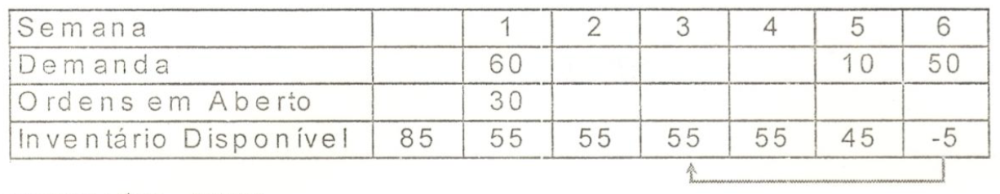 Semana 1 2 3 4 5 6
Demanda 60 10 50
Ordens em Aberto 30
Inventário Disponível 85 55 55 55 55 45 -5